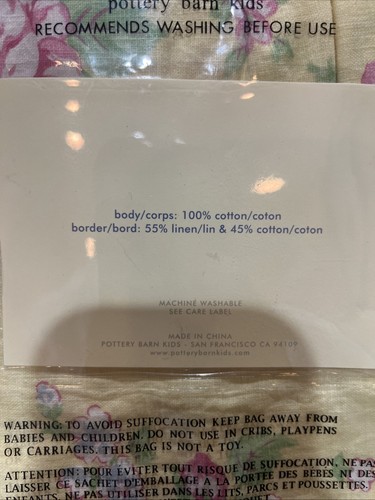 pottery barn kids
RECOMMENDS WASHING BEFORE USE
body/corps: 100% cotton/coton
border/bord: 55% linen/lin & 45% cotton/coton
MACHINE WASHABLE
SEE CARE LABEL
MADE IN CHINA
POTTERY BARN KIDS - SAN FRANCISCO CA 94109
www.potterybarnkids.com
WARNING: TO AVOID SUFFOCATION KEEP BAG AWAY FROM
BABIES AND CHILDREN. DO NOT USE IN CRIBS, PLAYPENS
OR CARRIAGES. THIS BAG IS NOT A TOY.
ATTENTION: POUR ÉVITER TOUT RISQUE DE SUFFOCATION, NE PAS
LAISSER CE SACHET D'EMBALLAGE A LA PORTÉE DES BEBES NI DES
ENFANTS. NE PAS UTILISER DANS LES LITS, PARCS ET POUSSETTES.